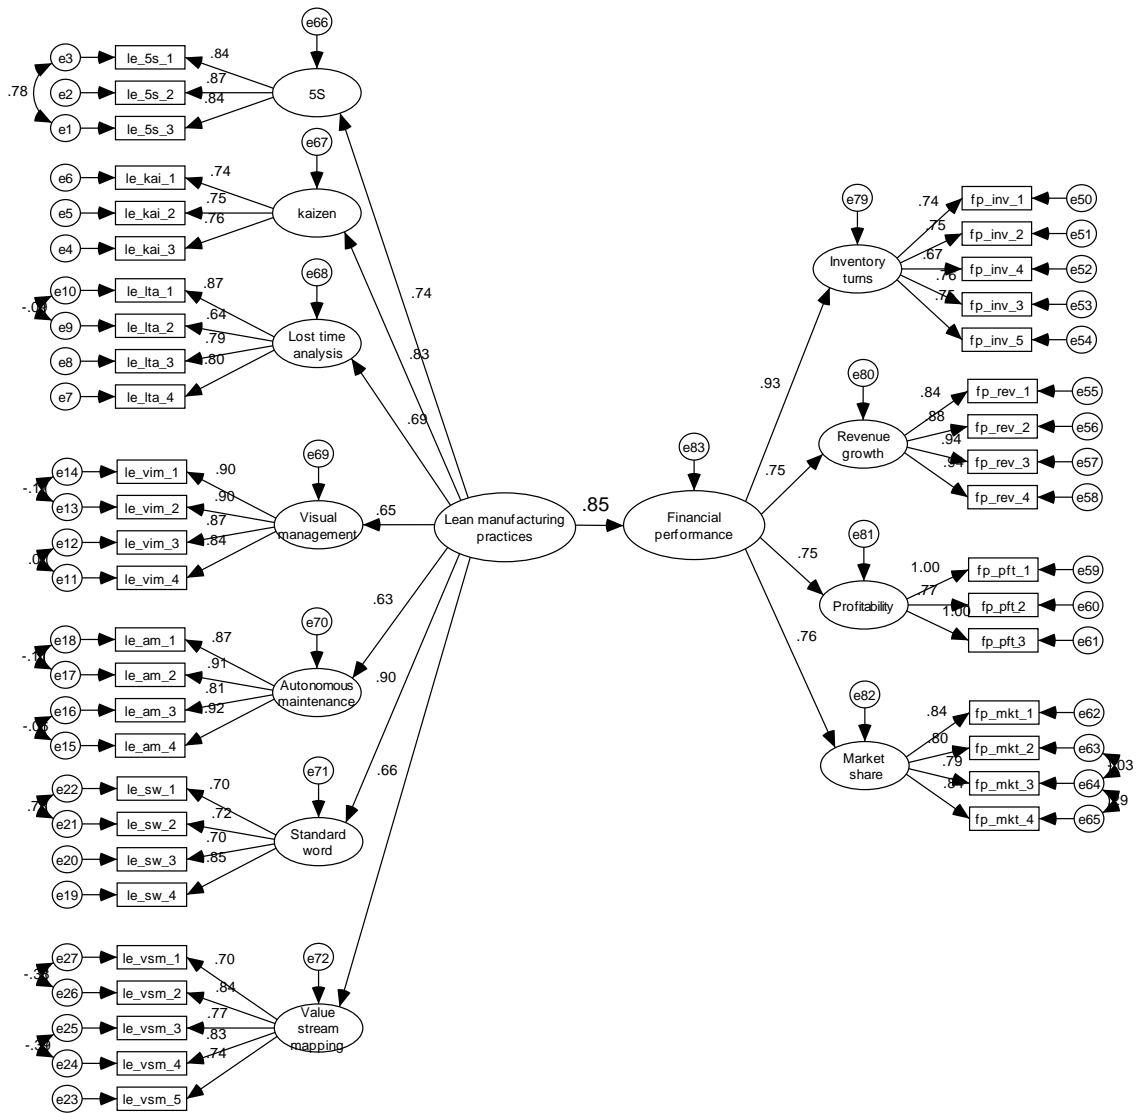 e66
e3
le_5s_1
.84
.78
e2
le_5s_2
.87
5S
e1
le_5s_3
.84
e67
e6
le_kai_1
.74
e5
le_kai_2
.75
kaizen
e4
le_kai_3
.76
e68
e10
le_lta_1
.87
e9
le_lta_2
.64
Lost time
analysis
e8
le_lta_3
.79
e7
le_lta_4
.80
.74
.83
.69
e69
e14
le_vim_1
.90
e13
le_vim_2
.90
Visual
management
e12
le_vim_3
.87
e11
le_vim_4
.84
.65
Lean manufacturing
practices
.85
e70
e18
le_am_1
.87
e17
le_am_2
.91
Autonomous
maintenance
e16
le_am_3
.81
e15
le_am_4
.92
.63
.90
.66
e71
e22
le_sw_1
.70
e21
le_sw_2
.72
Standard
word
e20
le_sw_3
.70
e19
le_sw_4
.85
e72
e27
le_vsm_1
.70
e26
le_vsm_2
.84
Value
stream
mapping
e25
le_vsm_3
.77
e24
le_vsm_4
.83
e23
le_vsm_5
.74
e83
Financial
performance
.93
.75
.75
.76
e79
Inventory
turns
.74
fp_inv_1
e50
.75
fp_inv_2
e51
.67
fp_inv_4
e52
.76
fp_inv_3
e53
.75
fp_inv_5
e54
e80
Revenue
growth
.84
fp_rev_1
e55
.88
fp_rev_2
e56
.94
fp_rev_3
e57
fp_rev_4
e58
e81
Profitability
1.00
fp_pft_1
e59
.77
fp_pft_2
e60
1.00
fp_pft_3
e61
e82
Market
share
.84
fp_mkt_1
e62
.80
fp_mkt_2
e63
.79
fp_mkt_3
e64
fp_mkt_4
e65